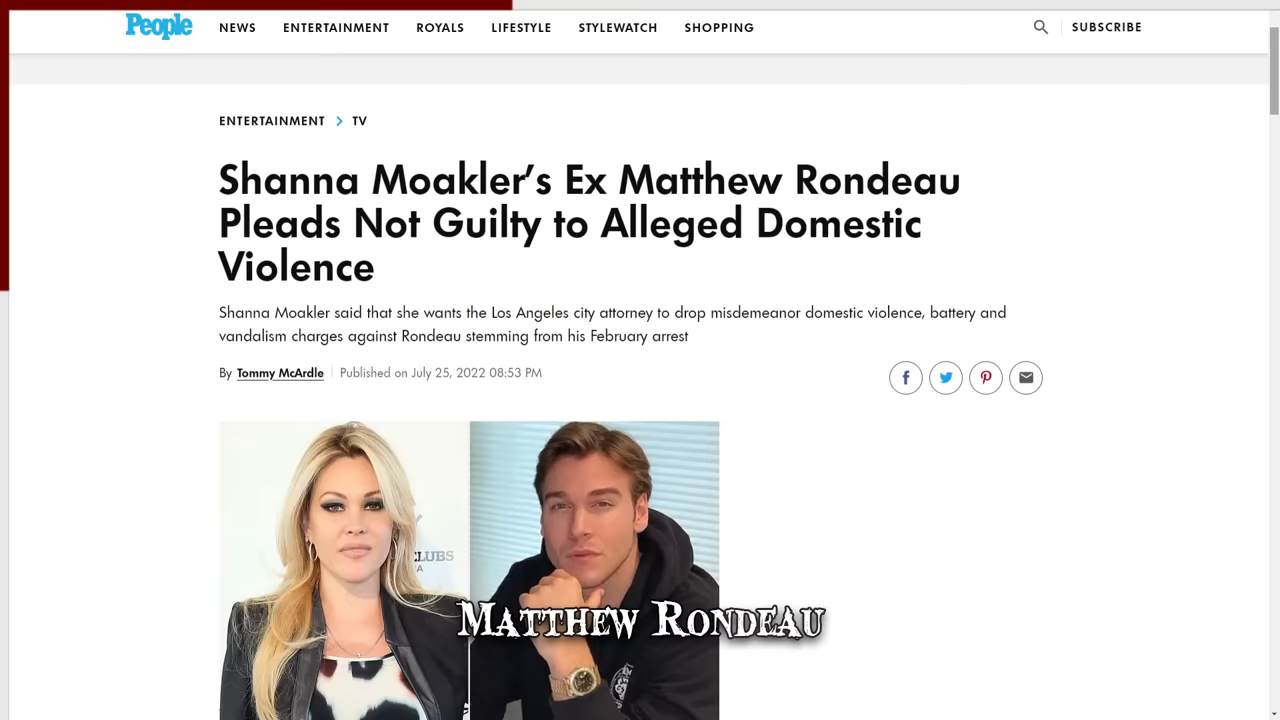 People NEWS ENTERTAINMENT ROYALS LIFESTYLE STYLEWATCH SHOPPING SUBSCRIBE
ENTERTAINMENT > TV
Shanna Moakler's Ex Matthew Rondeau
Pleads Not Guilty to Alleged Domestic
Violence
Shanna Moakler said that she wants the Los Angeles city attorney to drop misdemeanor domestic violence, battery and
vandalism charges against Rondeau stemming from his February arrest
By Tommy McArdle | Published on July 25, 2022 08:53 PM
CLUBS
MATTHEW RONDEAU